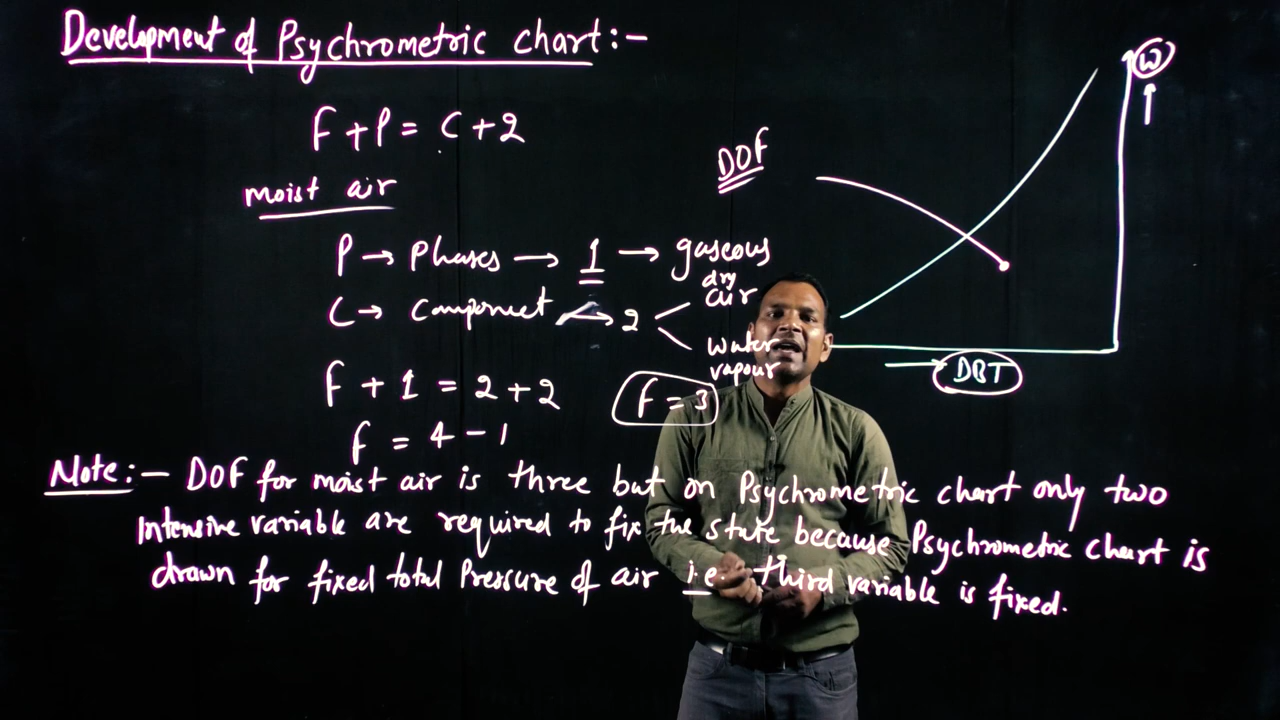 Development of Psychrometric chart:-
F + P = C + 2
moist air
P → Phases → 1 → gaseous
C → Component → 2
dry air
water vapour
F + 1 = 2 + 2
F = 3
F = 4 - 1
DOF
W
DBT
Note:- DOF for moist air is three but on Psychrometric chart only two
Intensive variable are required to fix the state because Psychrometric chart is
drawn for fixed total Pressure of air i.e. third variable is fixed.